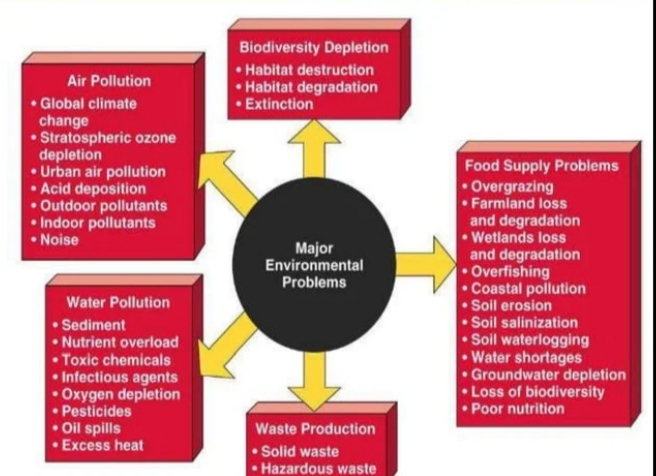 Biodiversity Depletion
• Habitat destruction
• Habitat degradation
• Extinction
Air Pollution
• Global climate
change
• Stratospheric ozone
depletion
• Urban air pollution
• Acid deposition
• Outdoor pollutants
• Indoor pollutants
• Noise
Food Supply Problems
• Overgrazing
• Farmland loss
and degradation
• Wetlands loss
and degradation
• Overfishing
• Coastal pollution
• Soil erosion
• Soil salinization
• Soil waterlogging
• Water shortages
• Groundwater depletion
• Loss of biodiversity
• Poor nutrition
Major
Environmental
Problems
Water Pollution
• Sediment
• Nutrient overload
• Toxic chemicals
• Infectious agents
• Oxygen depletion
• Pesticides
• Oil spills
• Excess heat
Waste Production
• Solid waste
• Hazardous waste